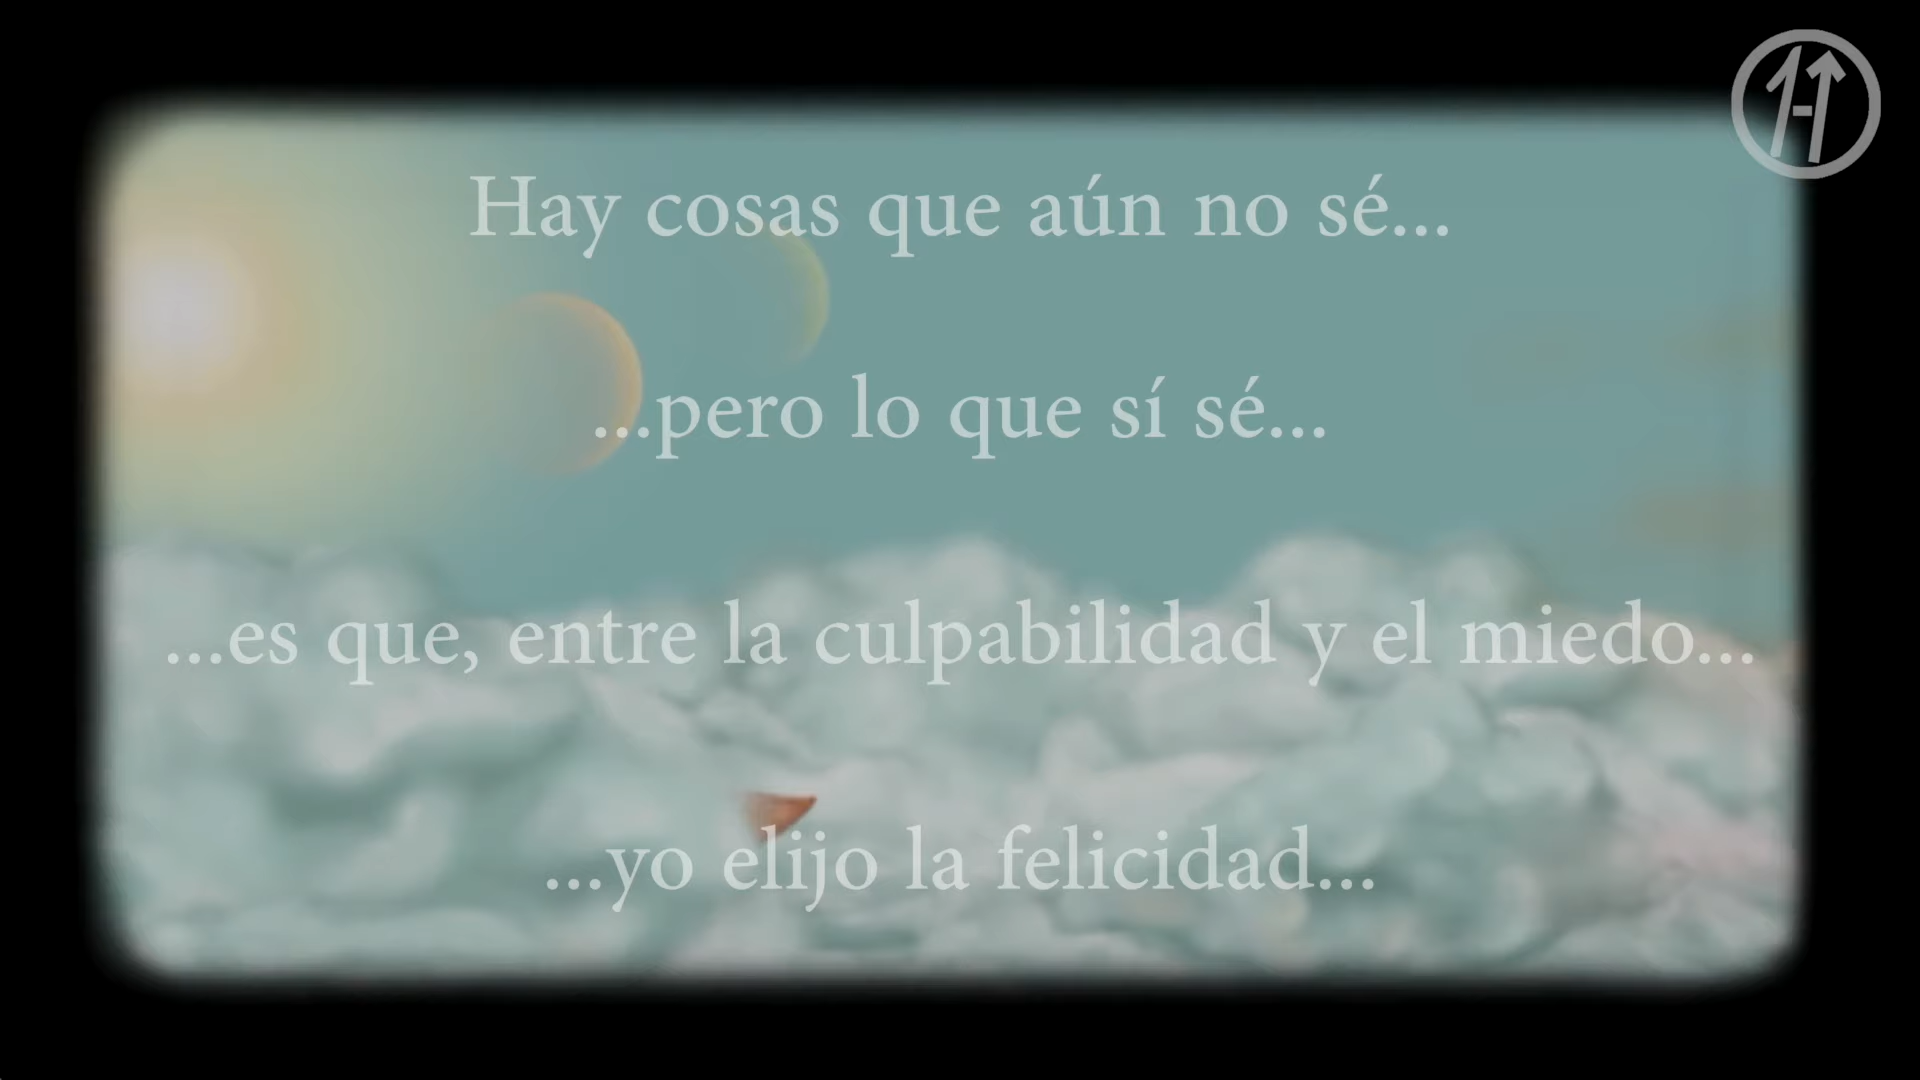 Hay cosas que aún no sé...
...pero lo que sí sé...
...es que, entre la culpabilidad y el miedo...
...yo elijo la felicidad...